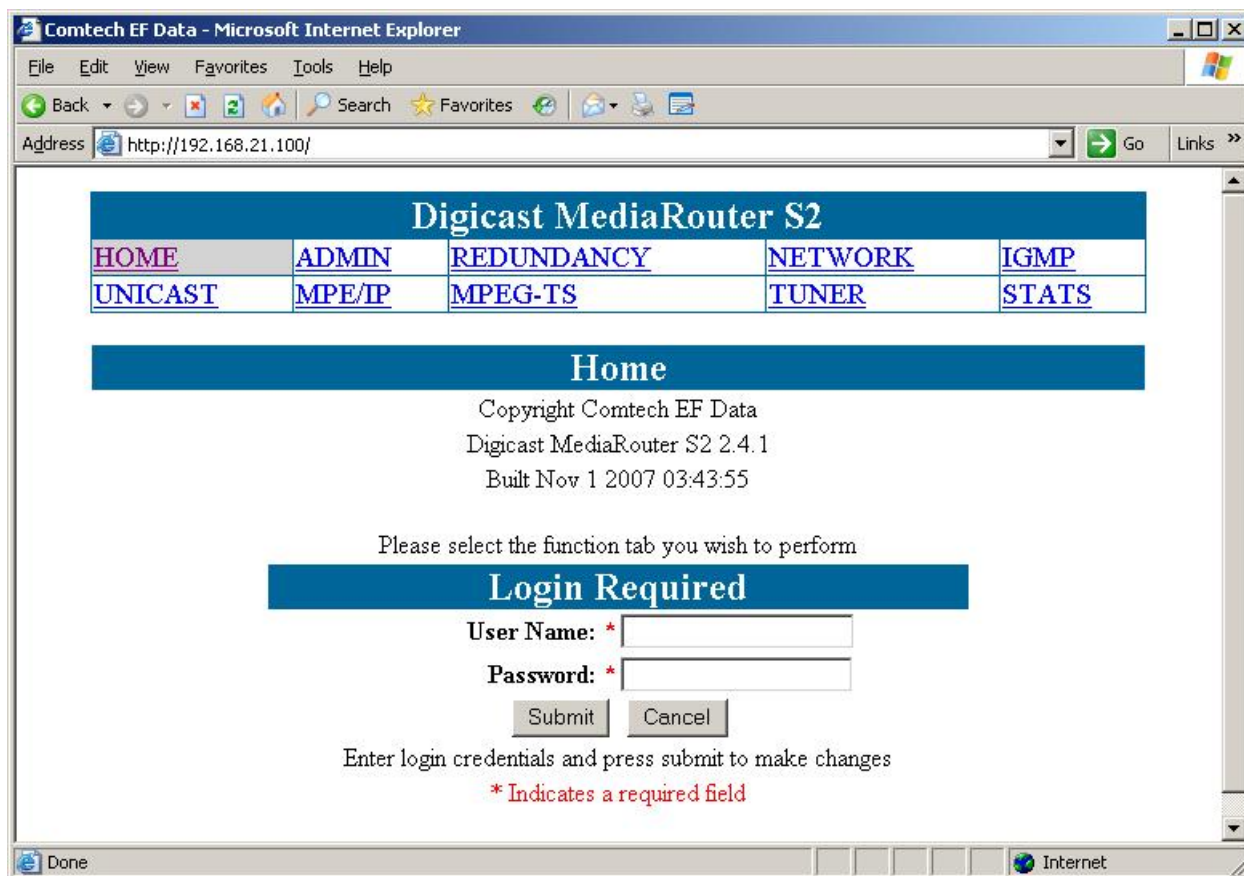 Comtech EF Data - Microsoft Internet Explorer
File Edit View Favorites Tools Help
Back Search Favorites
Address http://192.168.21.100/ Go Links »
Digicast MediaRouter S2
HOME ADMIN REDUNDANCY NETWORK IGMP
UNICAST MPE/IP MPEG-TS TUNER STATS
Home
Copyright Comtech EF Data
Digicast MediaRouter S2 2.4.1
Built Nov 1 2007 03:43:55
Please select the function tab you wish to perform
Login Required
User Name: *
Password: *
Submit Cancel
Enter login credentials and press submit to make changes
* Indicates a required field
Done Internet